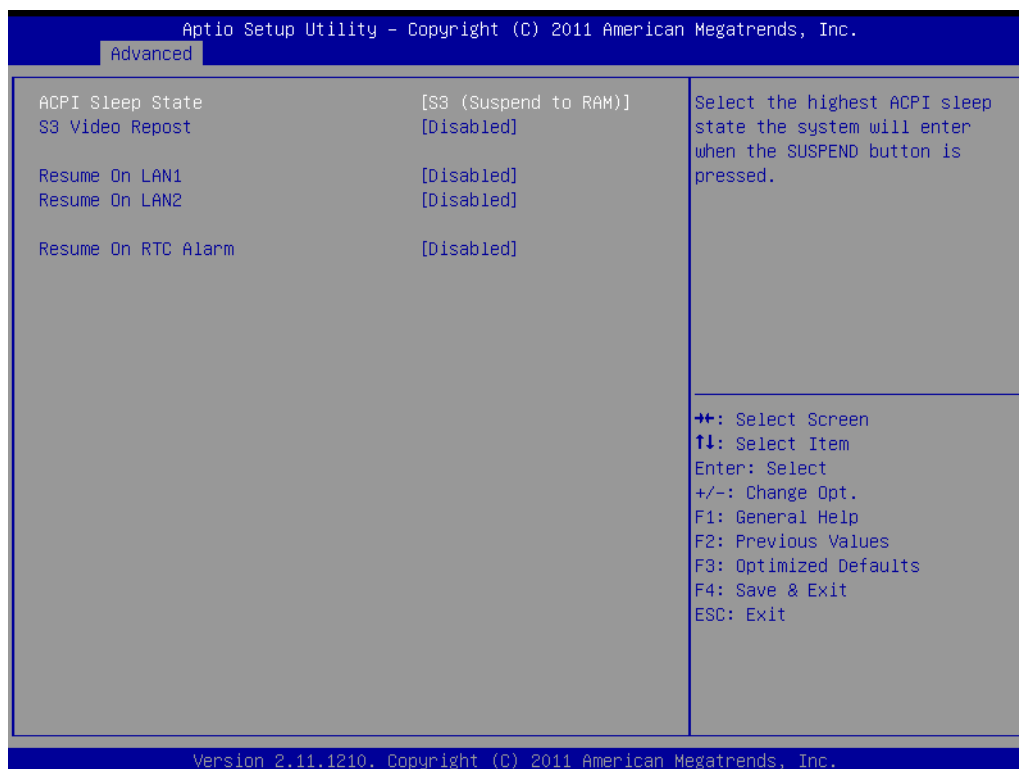 Aptio Setup Utility – Copyright (C) 2011 American Megatrends, Inc.
Advanced
ACPI Sleep State [S3 (Suspend to RAM)]
S3 Video Repost [Disabled]
Resume On LAN1 [Disabled]
Resume On LAN2 [Disabled]
Resume On RTC Alarm [Disabled]
Select the highest ACPI sleep
state the system will enter
when the SUSPEND button is
pressed.
→←: Select Screen
↑↓: Select Item
Enter: Select
+/-: Change Opt.
F1: General Help
F2: Previous Values
F3: Optimized Defaults
F4: Save & Exit
ESC: Exit
Version 2.11.1210. Copyright (C) 2011 American Megatrends, Inc.